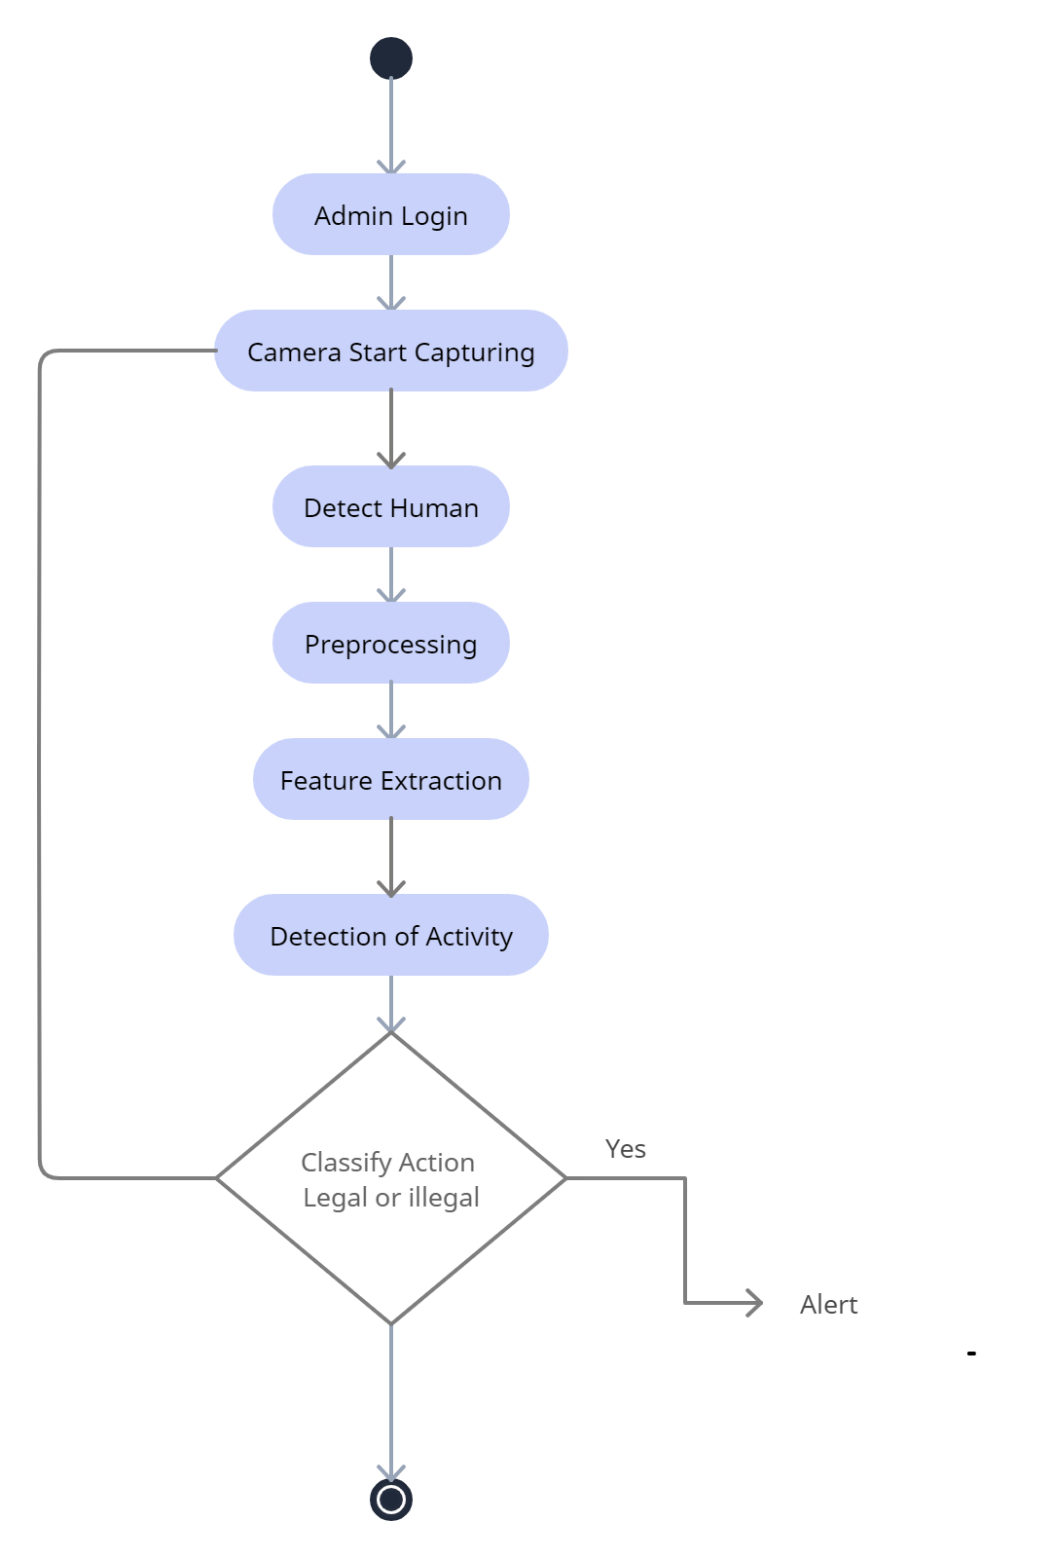 Admin Login
Camera Start Capturing
Detect Human
Preprocessing
Feature Extraction
Detection of Activity
Classify Action
Legal or illegal
Yes
Alert
-